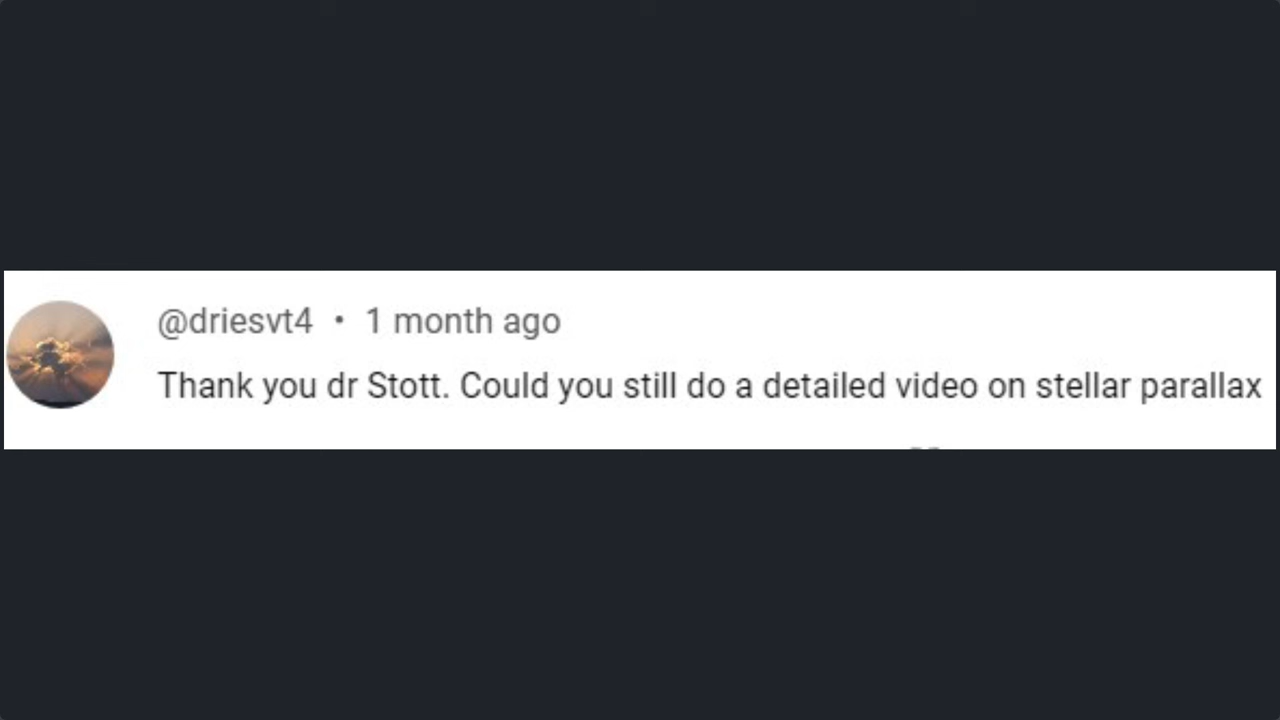 @driesvt4 • 1 month ago
Thank you dr Stott. Could you still do a detailed video on stellar parallax